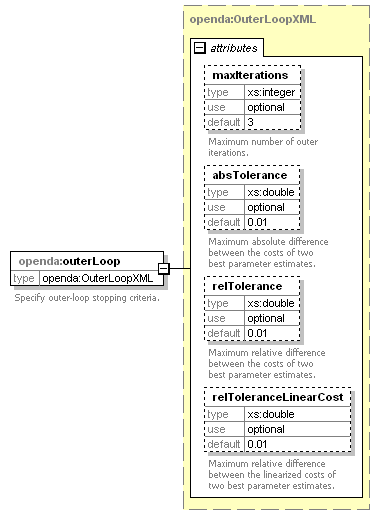 openda:OuterLoopXML
attributes
maxIterations
type xs:integer
use optional
default 3
Maximum number of outer
iterations.
absTolerance
type xs:double
use optional
default 0.01
Maximum absolute difference
between the costs of two
best parameter estimates.
openda:outerLoop
type openda:OuterLoopXML
Specify outer-loop stopping criteria.
relTolerance
type xs:double
use optional
default 0.01
Maximum relative difference
between the costs of two
best parameter estimates.
relToleranceLinearCost
type xs:double
use optional
default 0.01
Maximum relative difference
between the linearized costs of
two best parameter estimates.